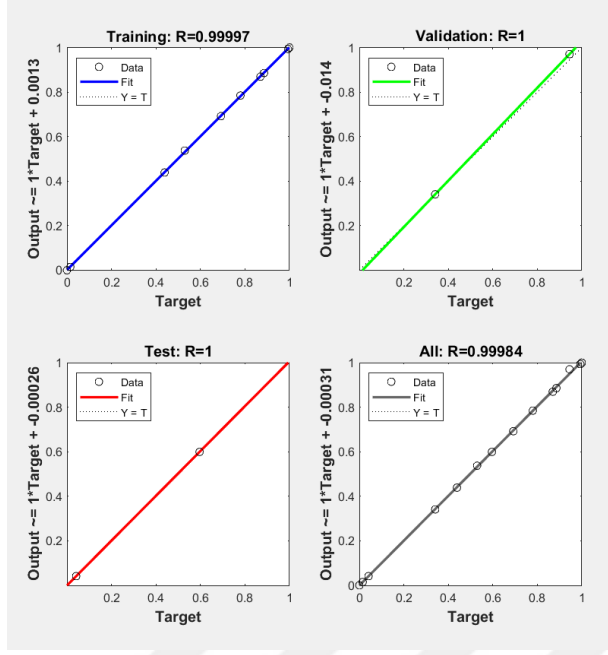 Training: R=0.99997
Output ~= 1*Target + 0.0013
1
0.8
0.6
0.4
0.2
0
Data
Fit
Y = T
0 0.2 0.4 0.6 0.8 1
Target
Validation: R=1
Output ~= 1*Target + -0.014
1
0.8
0.6
0.4
0.2
Data
Fit
Y = T
0.2 0.4 0.6 0.8 1
Target
Test: R=1
Output ~= 1*Target + -0.00026
1
0.8
0.6
0.4
0.2
Data
Fit
Y = T
0.2 0.4 0.6 0.8 1
Target
All: R=0.99984
Output ~= 1*Target + -0.00031
1
0.8
0.6
0.4
0.2
0
Data
Fit
Y = T
0 0.2 0.4 0.6 0.8 1
Target